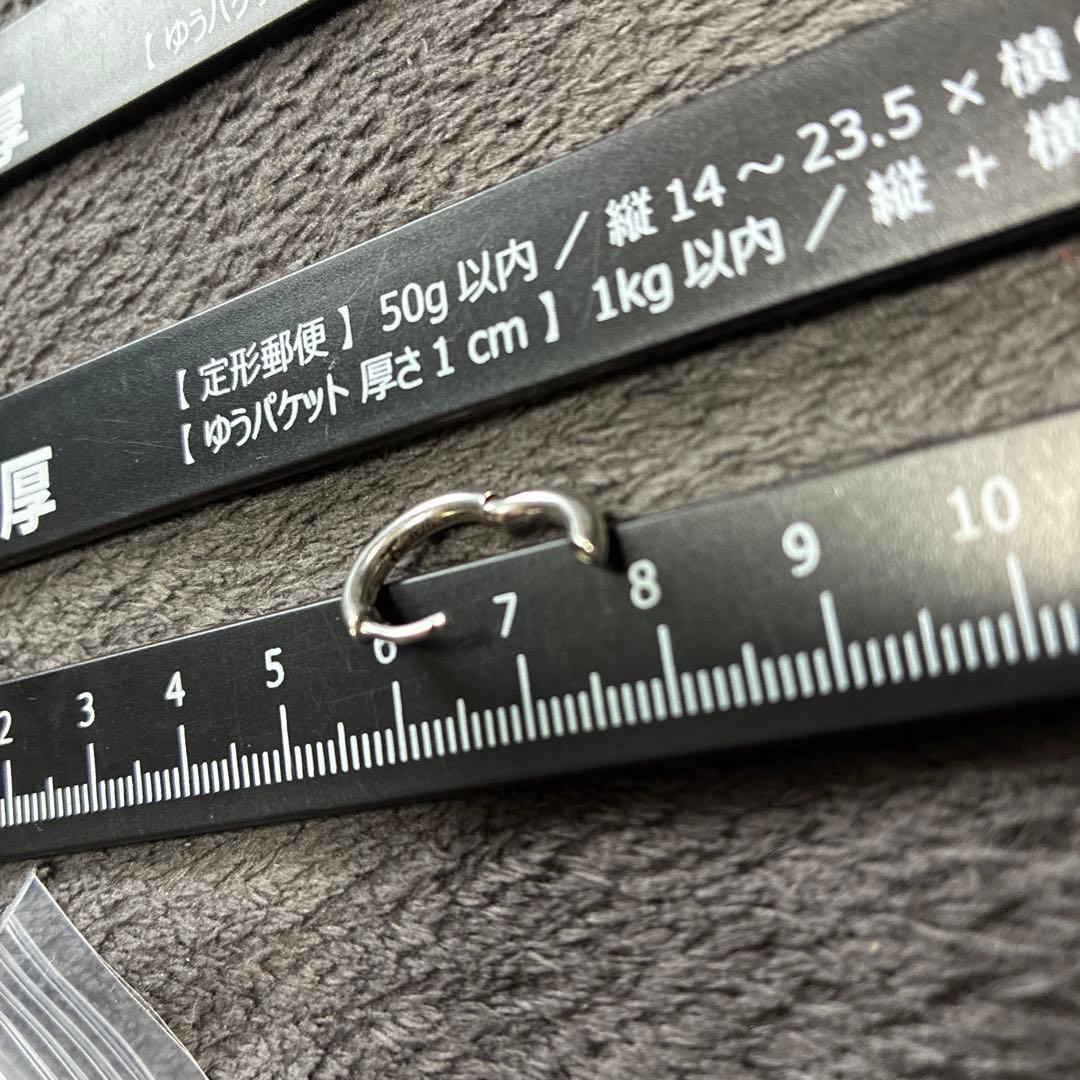 【 ゆうパケッ
厚
【 定形郵便 】 50g 以内 ／ 縦 14 ～ 23.5 × 横
【 ゆうパケット 厚さ 1 cm 】 1kg 以内 ／ 縦 + 横
厚
2 3 4 5 6 7 8 9 10